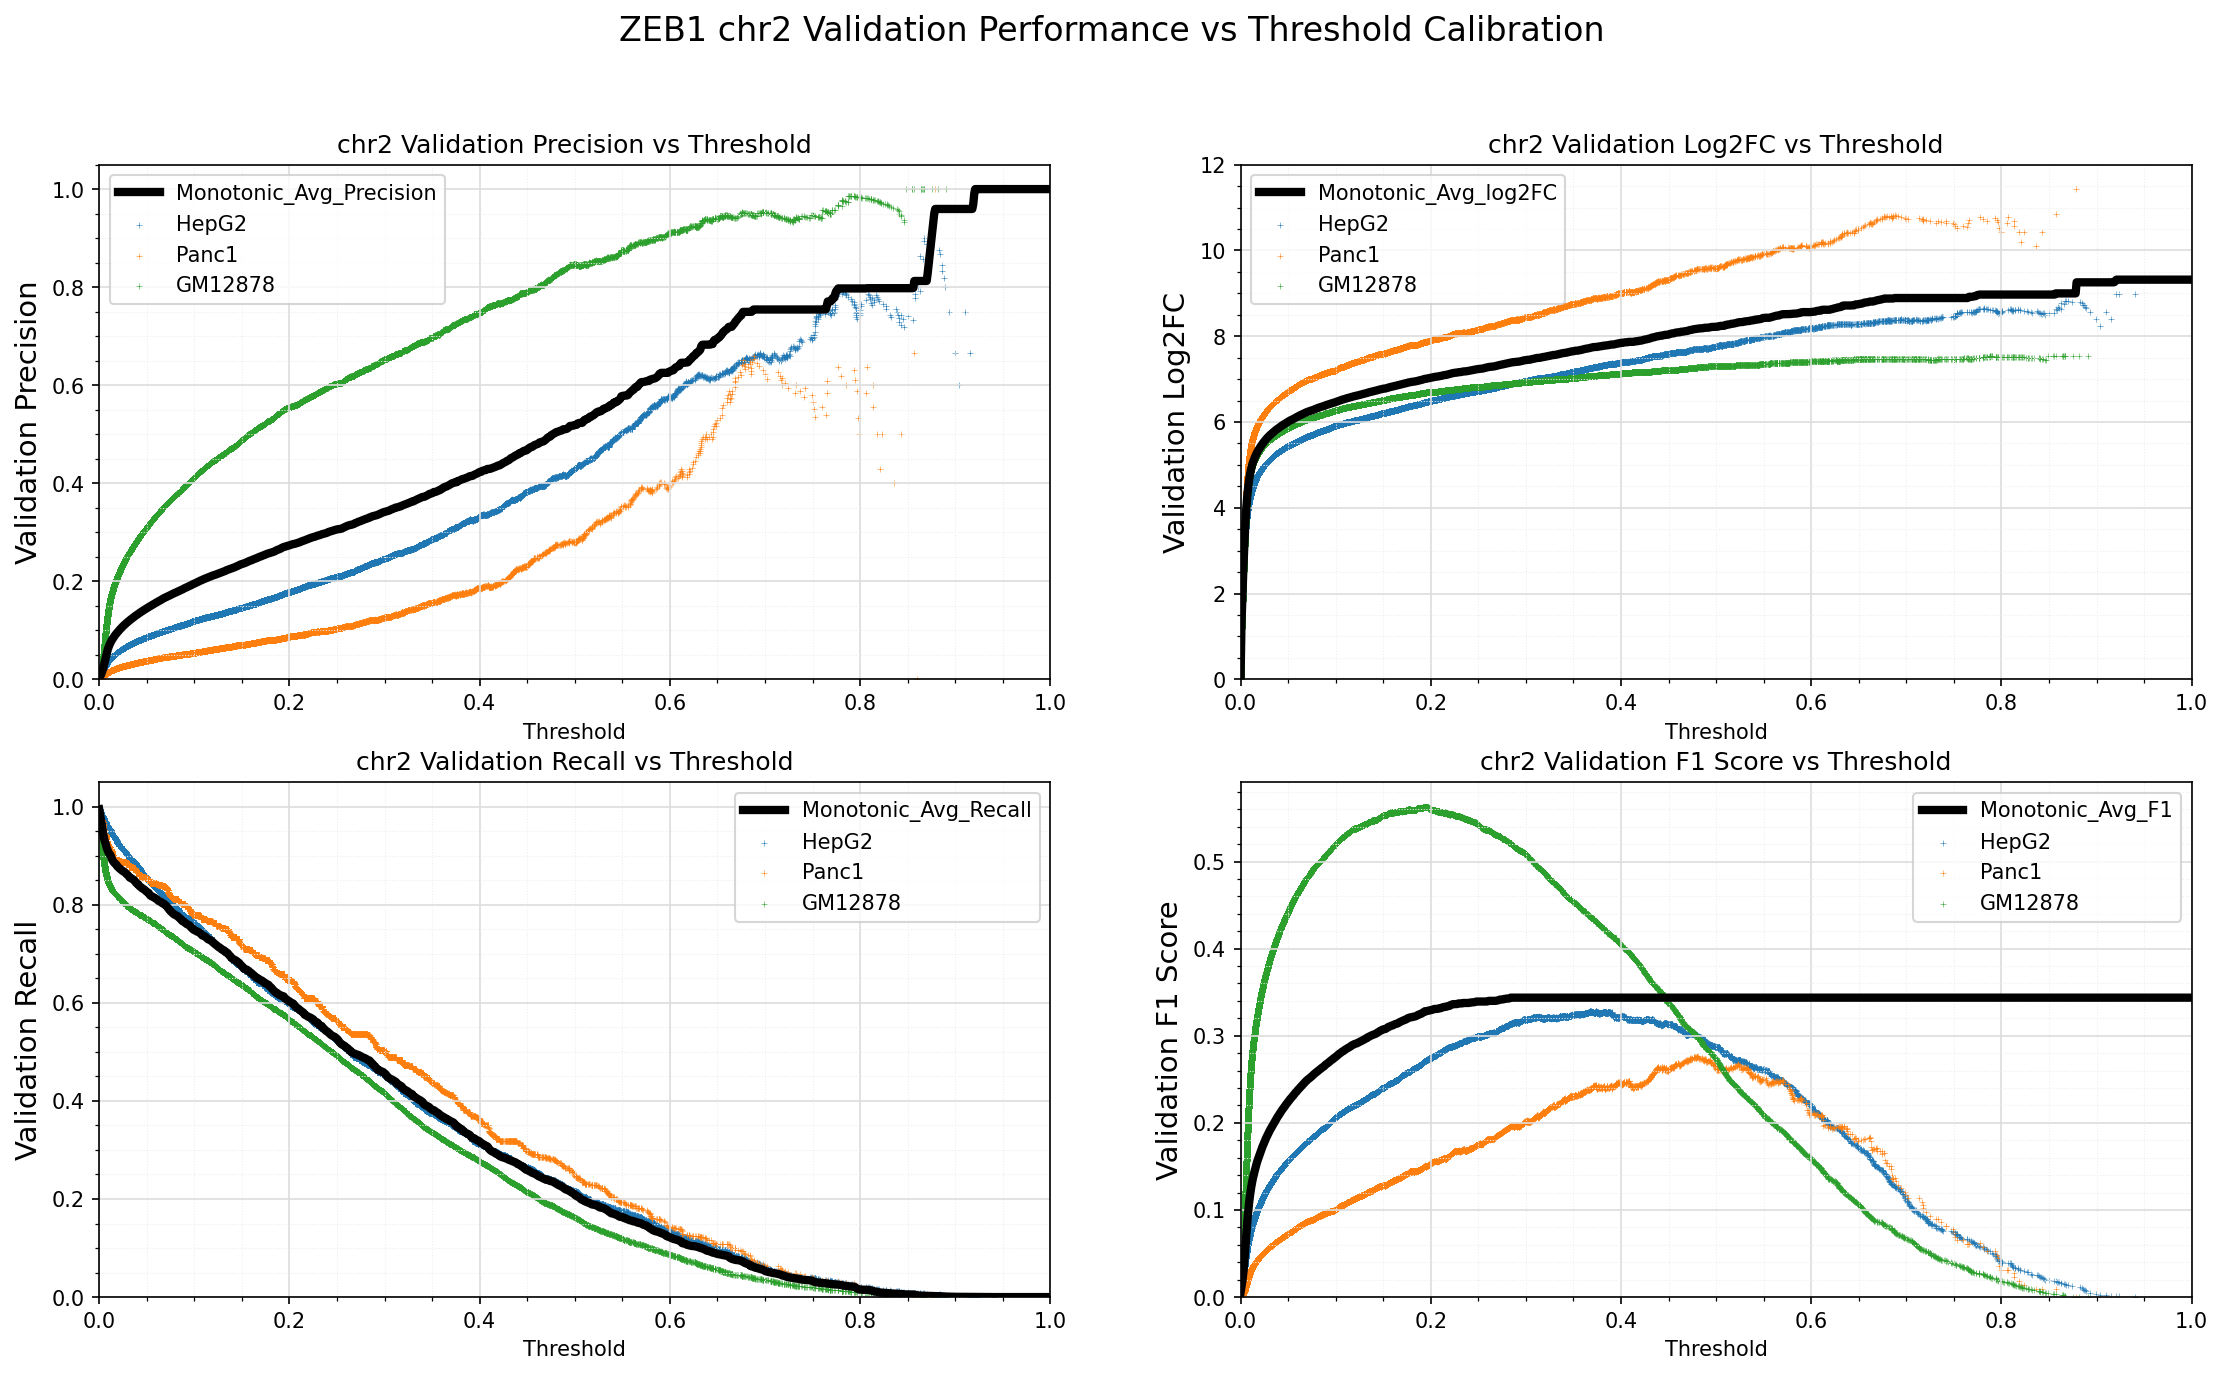 ZEB1 chr2 Validation Performance vs Threshold Calibration
chr2 Validation Precision vs Threshold
Validation Precision
1.0
0.8
0.6
0.4
0.2
0.0
Monotonic_Avg_Precision
HepG2
Panc1
GM12878
0.0 0.2 0.4 0.6 0.8 1.0
Threshold
chr2 Validation Log2FC vs Threshold
Validation Log2FC
12
10
8
6
4
2
0
Monotonic_Avg_log2FC
HepG2
Panc1
GM12878
0.0 0.2 0.4 0.6 0.8 1.0
Threshold
chr2 Validation Recall vs Threshold
Validation Recall
1.0
0.8
0.6
0.4
0.2
0.0
Monotonic_Avg_Recall
HepG2
Panc1
GM12878
0.0 0.2 0.4 0.6 0.8 1.0
Threshold
chr2 Validation F1 Score vs Threshold
Validation F1 Score
0.5
0.4
0.3
0.2
0.1
0.0
Monotonic_Avg_F1
HepG2
Panc1
GM12878
0.0 0.2 0.4 0.6 0.8 1.0
Threshold